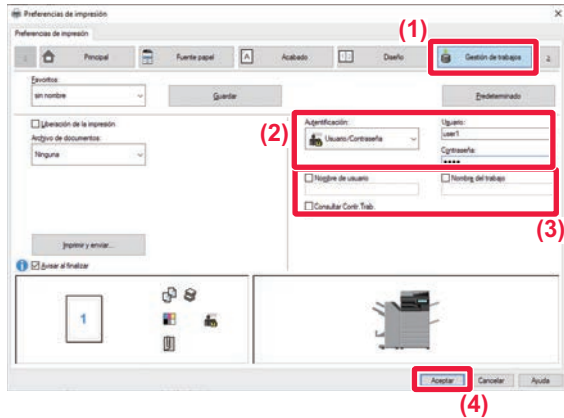 Preferencias de impresión
Preferencias de impresión
(1)
Principal
Fuente papel
A
Acabado
Diseño
Gestión de trabajos
Favoritos:
sin nombre
Guardar
Predeterminado
Liberación de la impresión
Archivo de documentos:
Ninguna
(2)
Autentificación:
Usuario/Contraseña
Usuario:
user1
Contraseña:
••••
Nombre de usuario
Nombre del trabajo
Consultar Contr. Trab.
(3)
Imprimir y enviar...
Avisar al finalizar
1
Aceptar
Cancelar
Ayuda
(4)